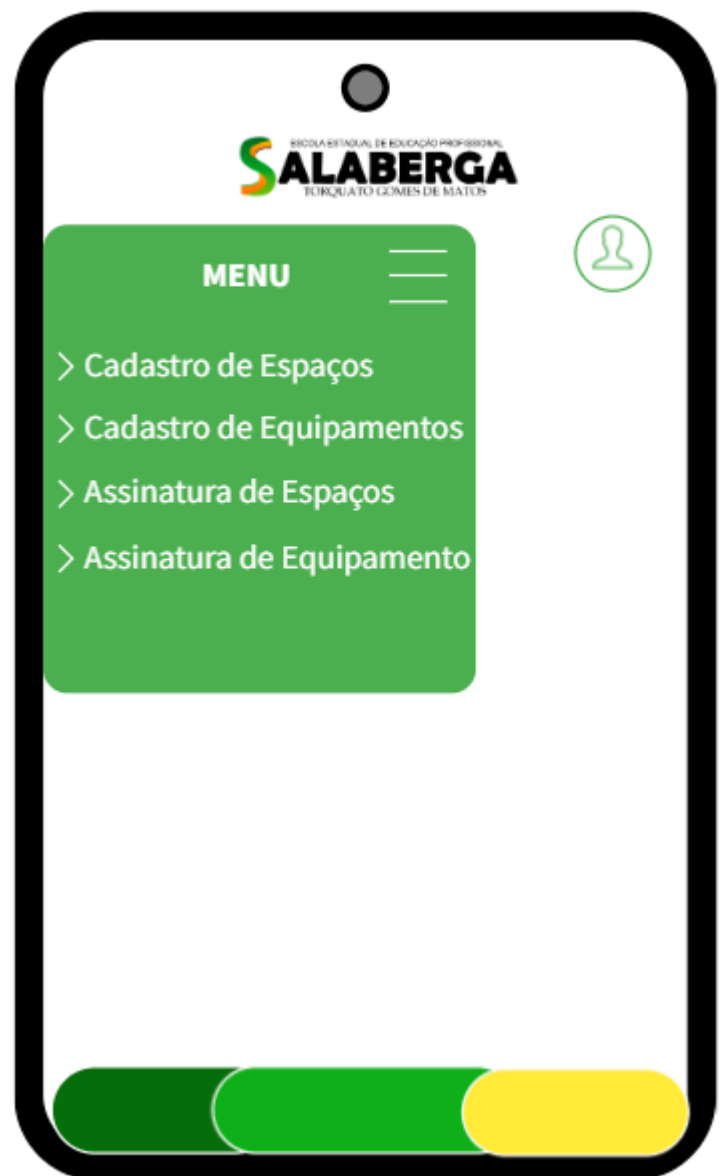 ESCOLA ESTADUAL DE EDUCAÇÃO PROFISSIONAL
SALABERGA
TORQUATO GOMES DE MATOS
MENU
Cadastro de Espaços
Cadastro de Equipamentos
Assinatura de Espaços
Assinatura de Equipamento